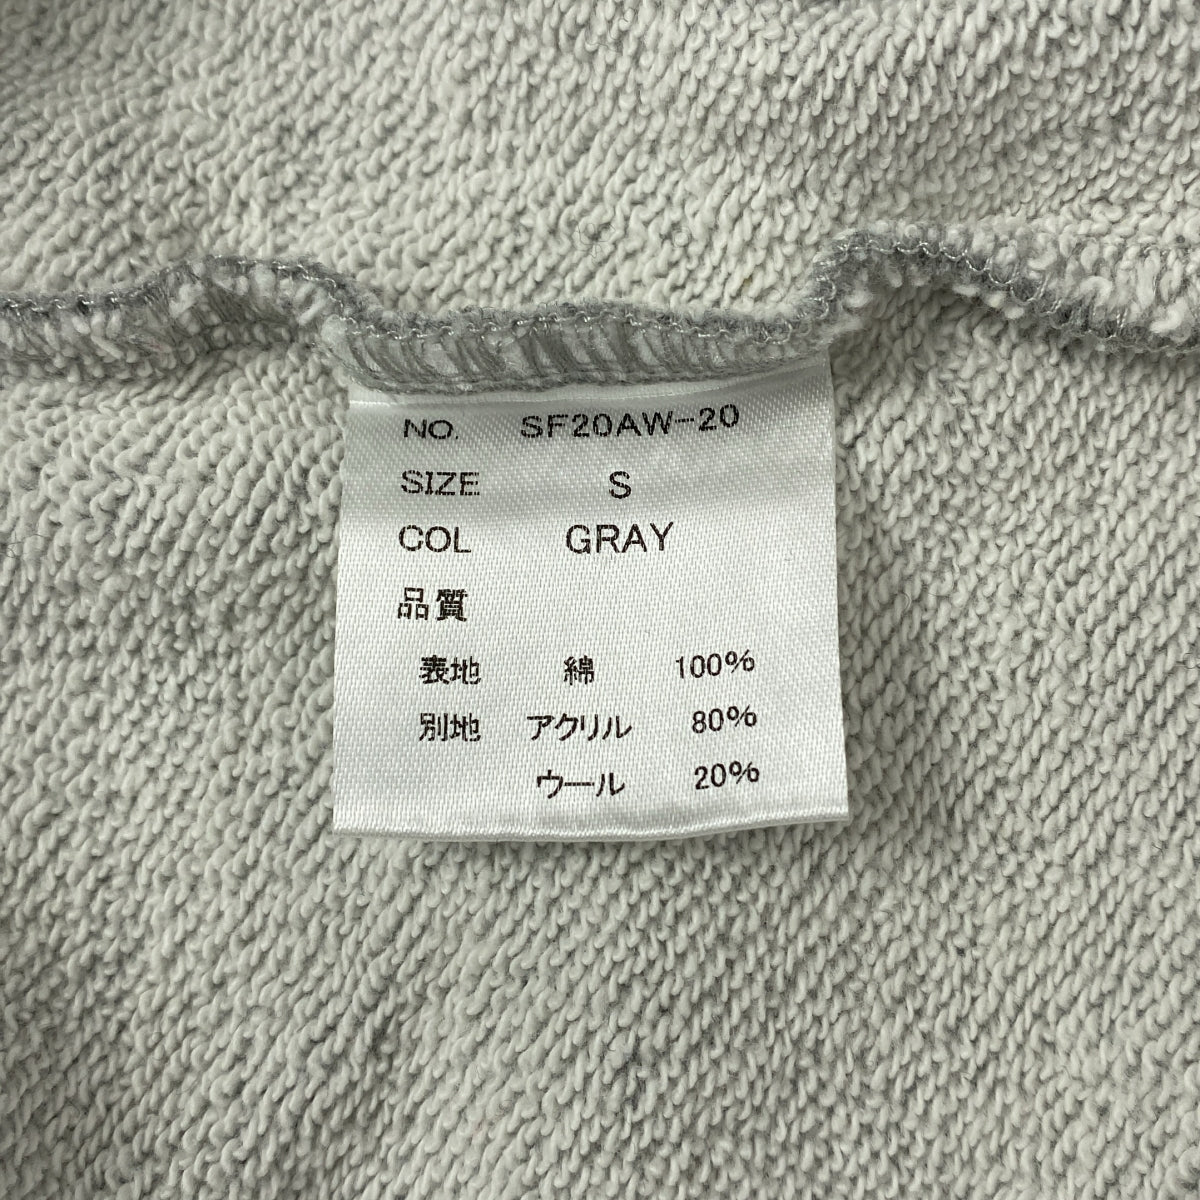 NO. SF20AW-20
SIZE S
COL GRAY
品質
表地 綿 100%
別地 アクリル 80%
ウール 20%